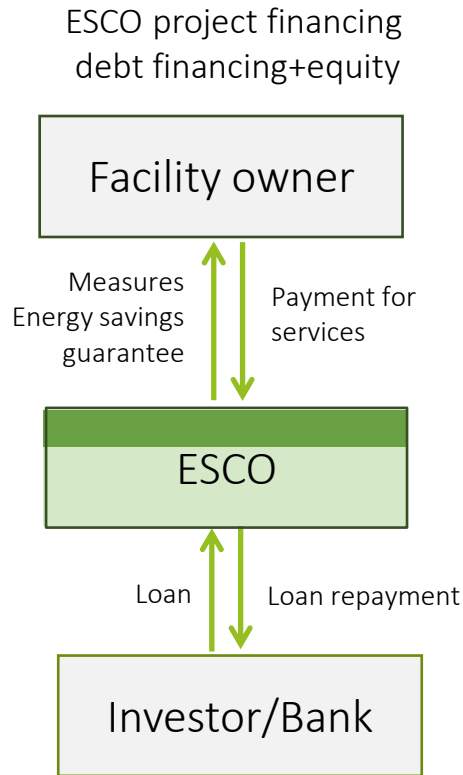 ESCO project financing
debt financing+equity
Facility owner
Measures
Energy savings
guarantee
Payment for
services
ESCO
Loan
Loan repayment
Investor/Bank